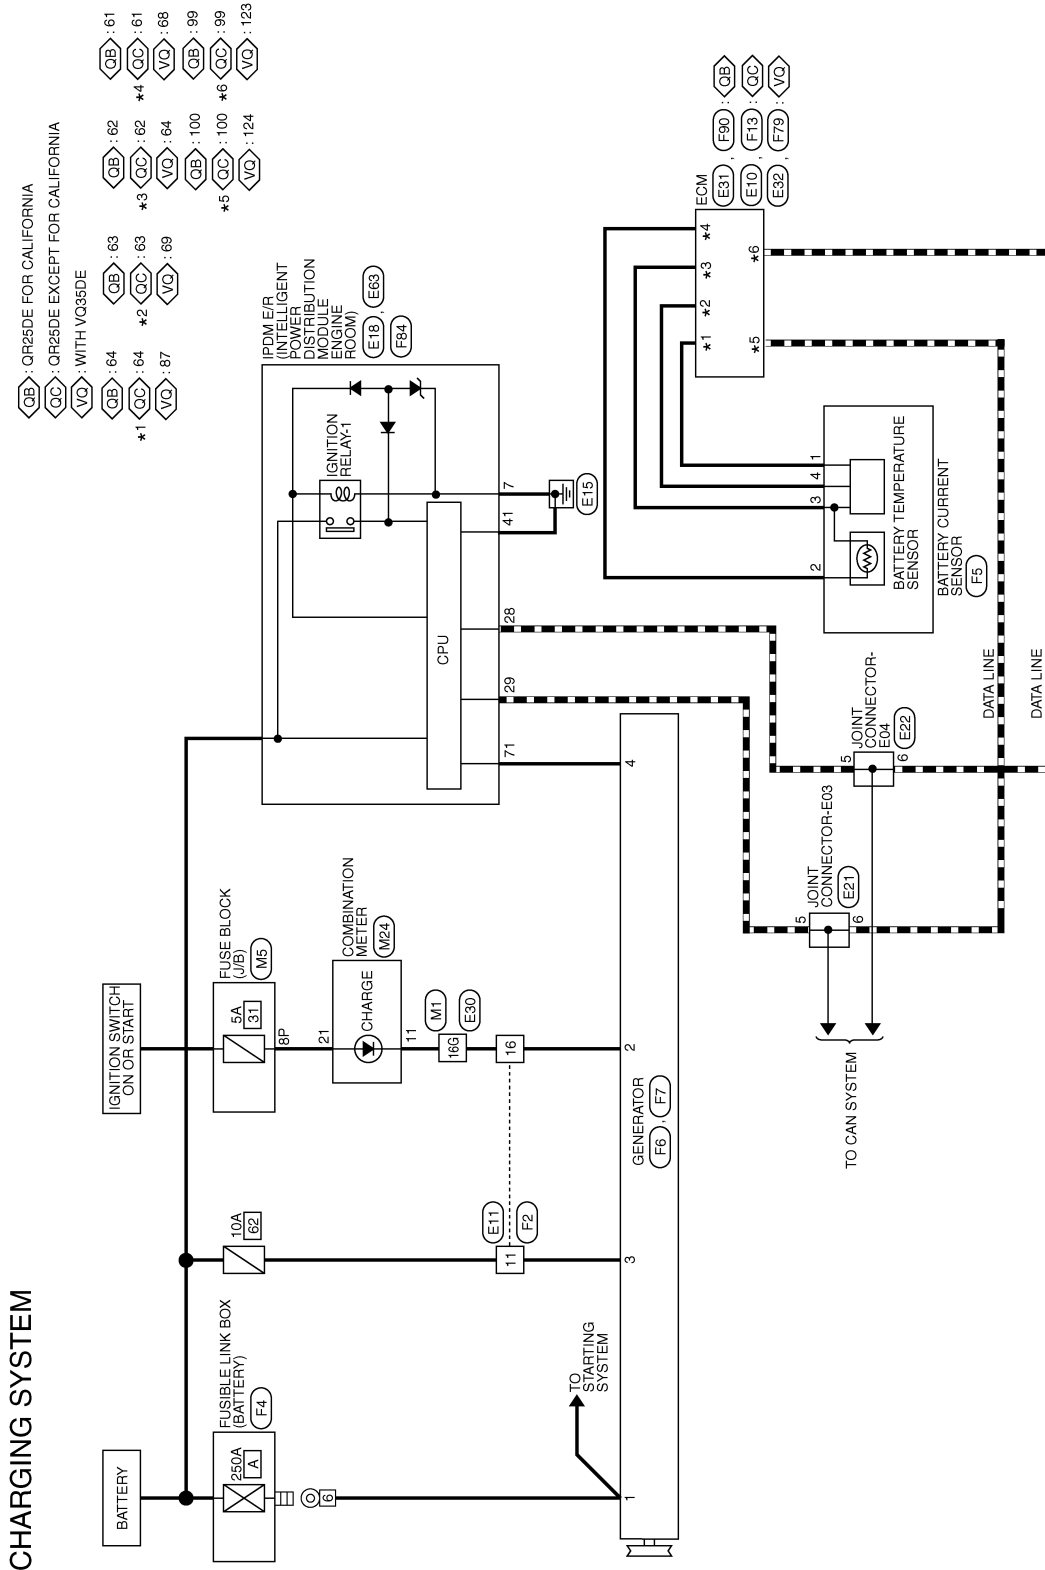 CHARGING SYSTEM
QB : QR25DE FOR CALIFORNIA
QC : QR25DE EXCEPT FOR CALIFORNIA
VQ : WITH VQ35DE
*1
QB : 64
QC : 64
VQ : 87
*2
QB : 63
QC : 63
VQ : 69
*3
QB : 62
QC : 62
VQ : 64
*4
QB : 61
QC : 61
VQ : 68
*5
QB : 100
QC : 100
VQ : 124
*6
QB : 99
QC : 99
VQ : 123
BATTERY
IGNITION SWITCH
ON OR START
FUSIBLE LINK BOX
(BATTERY)
F4
250A
A
6
10A
62
FUSE BLOCK
(J/B)
M5
5A
31
8P
COMBINATION
METER
M24
21
CHARGE
11
16G
M1
E30
16
E11
F2
11
TO
STARTING
SYSTEM
1
3
2
4
GENERATOR
F6 , F7
IPDM E/R
(INTELLIGENT
POWER
DISTRIBUTION
MODULE
ENGINE
ROOM)
E18 , E63
F84
IGNITION
RELAY-1
CPU
71
29
28
41
7
E15
ECM
E31 , F90 : QB
E10 , F13 : QC
E32 , F79 : VQ
*1
*2
*3
*4
*5
*6
2
3
4
1
BATTERY TEMPERATURE
SENSOR
BATTERY CURRENT
SENSOR
F5
JOINT
CONNECTOR-E03
E21
5
6
JOINT
CONNECTOR-
E04
E22
5
6
TO CAN SYSTEM
DATA LINE
DATA LINE